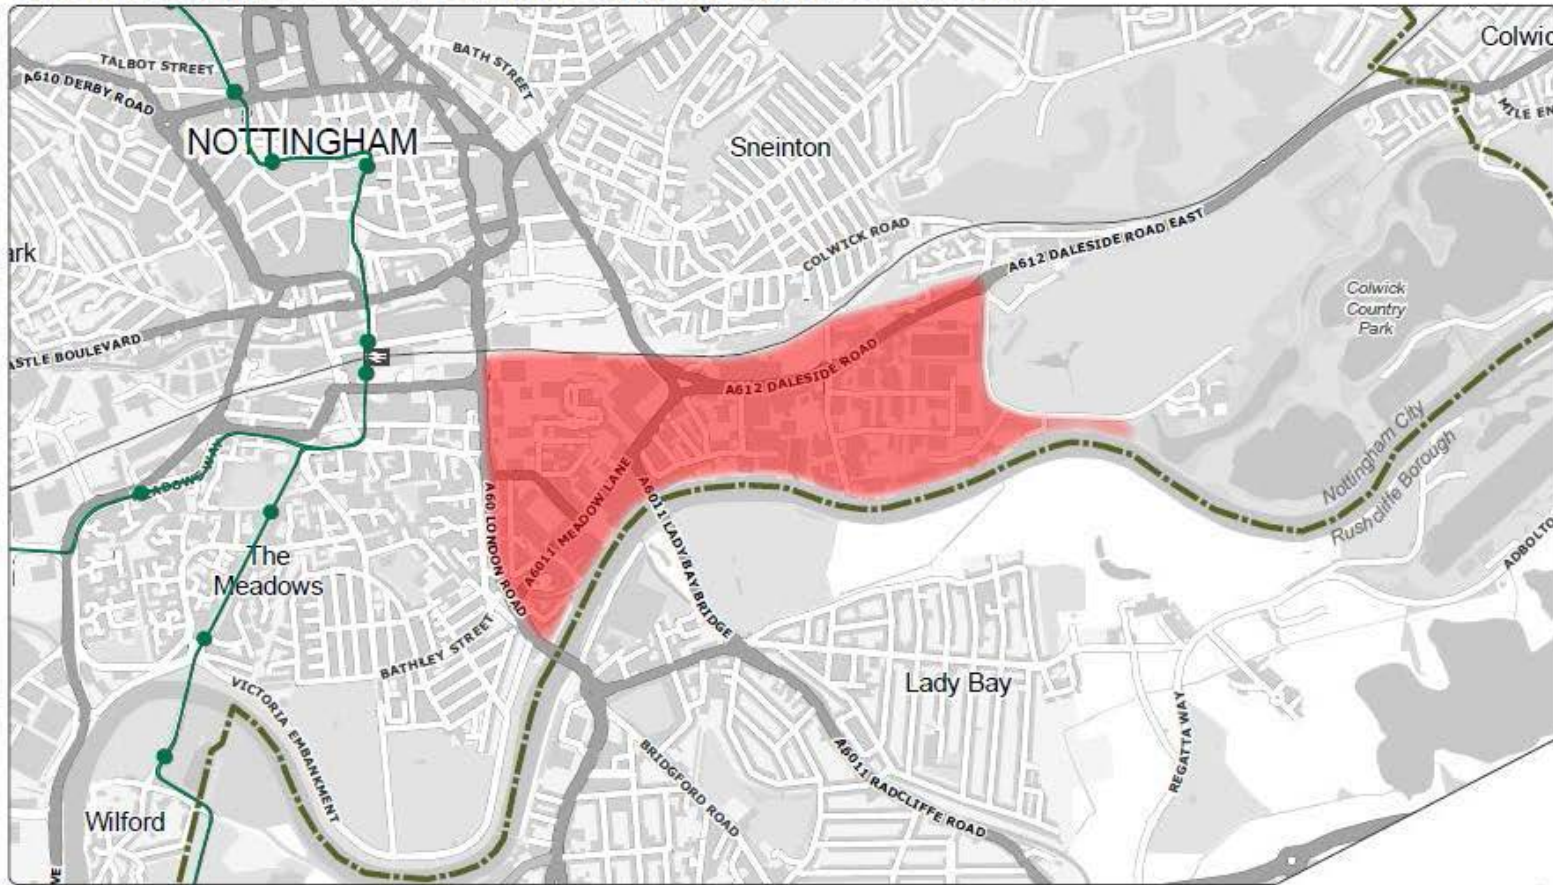 Colwic
BATH STREET
TALBOT STREET
A610 DERBY ROAD
MILE EN
NOTTINGHAM
Sneinton
COLWICK ROAD
A612 DALESIDE ROAD EAST
ark
Colwick
Country
Park
ASTLE BOULEVARD
A612 DALESIDE ROAD
Nottingham City
Rushcliffe Borough
MEADOWS WAY
A60 LONDON ROAD
A6011 MEADOW LANE
A6011 LADY BAY BRIDGE
ADBOLTO
The
Meadows
BATHLEY STREET
Lady Bay
VICTORIA EMBANKMENT
REGATTA WAY
BRIDGFORD ROAD
A6011 RADCLIFFE ROAD
Wilford
VE